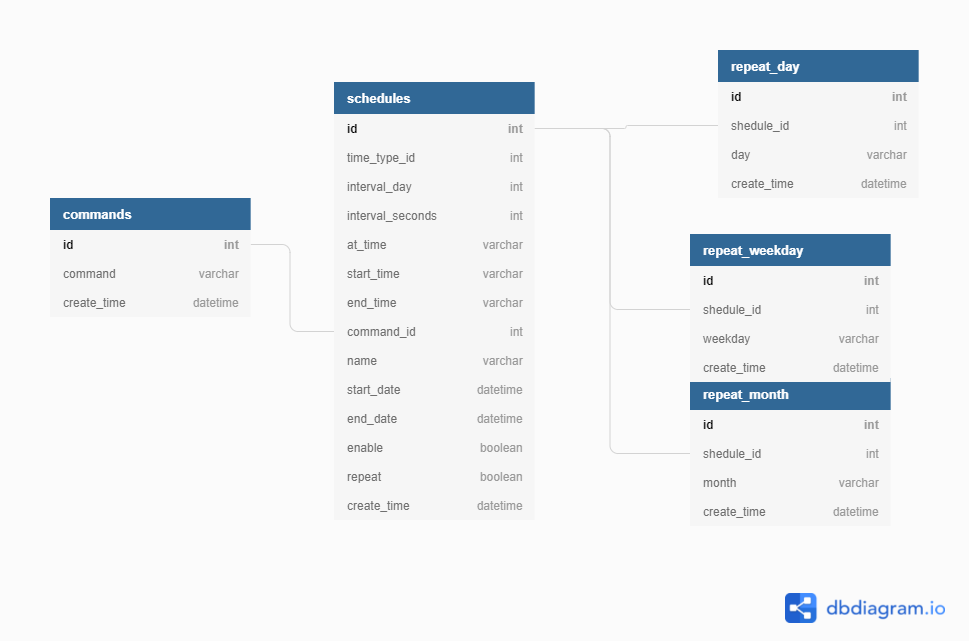 commands
id int
command varchar
create_time datetime
schedules
id int
time_type_id int
interval_day int
interval_seconds int
at_time varchar
start_time varchar
end_time varchar
command_id int
name varchar
start_date datetime
end_date datetime
enable boolean
repeat boolean
create_time datetime
repeat_day
id int
shedule_id int
day varchar
create_time datetime
repeat_weekday
id int
shedule_id int
weekday varchar
create_time datetime
repeat_month
id int
shedule_id int
month varchar
create_time datetime
dbdiagram.io